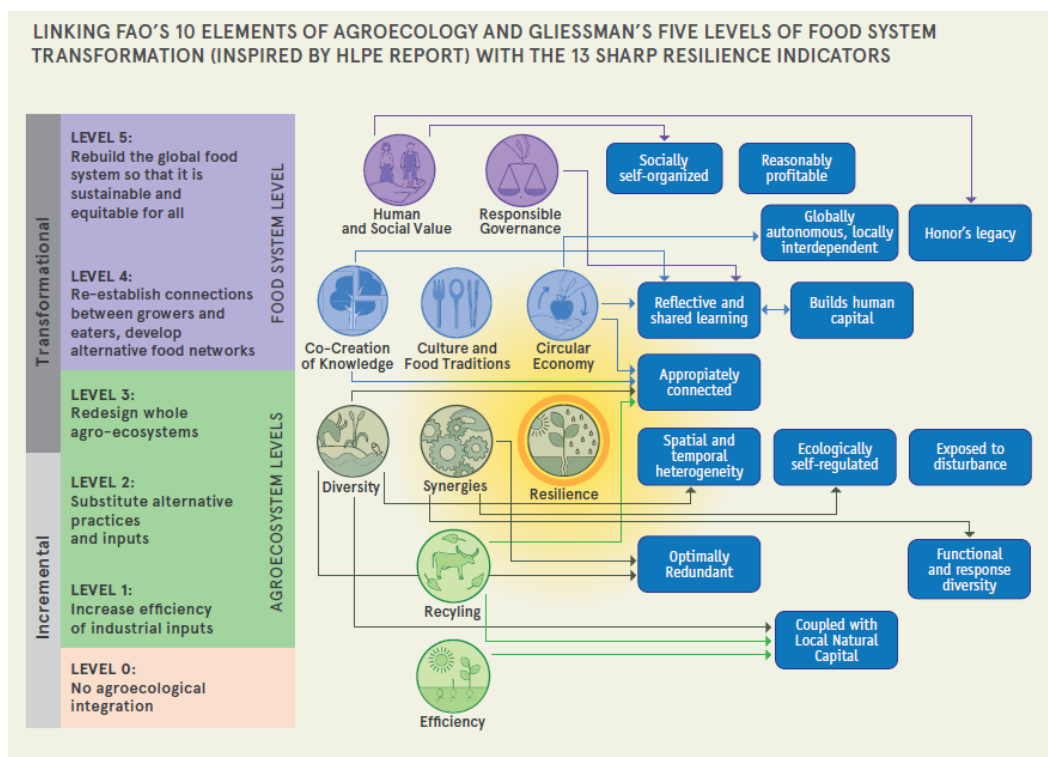 LINKING FAO'S 10 ELEMENTS OF AGROECOLOGY AND GLIESSMAN'S FIVE LEVELS OF FOOD SYSTEM
TRANSFORMATION (INSPIRED BY HLPE REPORT) WITH THE 13 SHARP RESILIENCE INDICATORS
Transformational
Incremental
LEVEL 5:
Rebuild the global food
system so that it is
sustainable and
equitable for all
LEVEL 4:
Re-establish connections
between growers and
eaters, develop
alternative food networks
FOOD SYSTEM LEVEL
LEVEL 3:
Redesign whole
agro-ecosystems
LEVEL 2:
Substitute alternative
practices
and inputs
LEVEL 1:
Increase efficiency
of industrial inputs
AGROECOSYSTEM LEVELS
LEVEL 0:
No agroecological
integration
Human
and Social Value
Responsible
Governance
Socially
self-organized
Reasonably
profitable
Globally
autonomous, locally
interdependent
Honor's legacy
Co-Creation
of Knowledge
Culture and
Food Traditions
Circular
Economy
Reflective and
shared learning
Builds human
capital
Appropiately
connected
Diversity
Synergies
Resilience
Spatial and
temporal
heterogeneity
Ecologically
self-regulated
Exposed to
disturbance
Recyling
Optimally
Redundant
Functional
and response
diversity
Efficiency
Coupled with
Local Natural
Capital